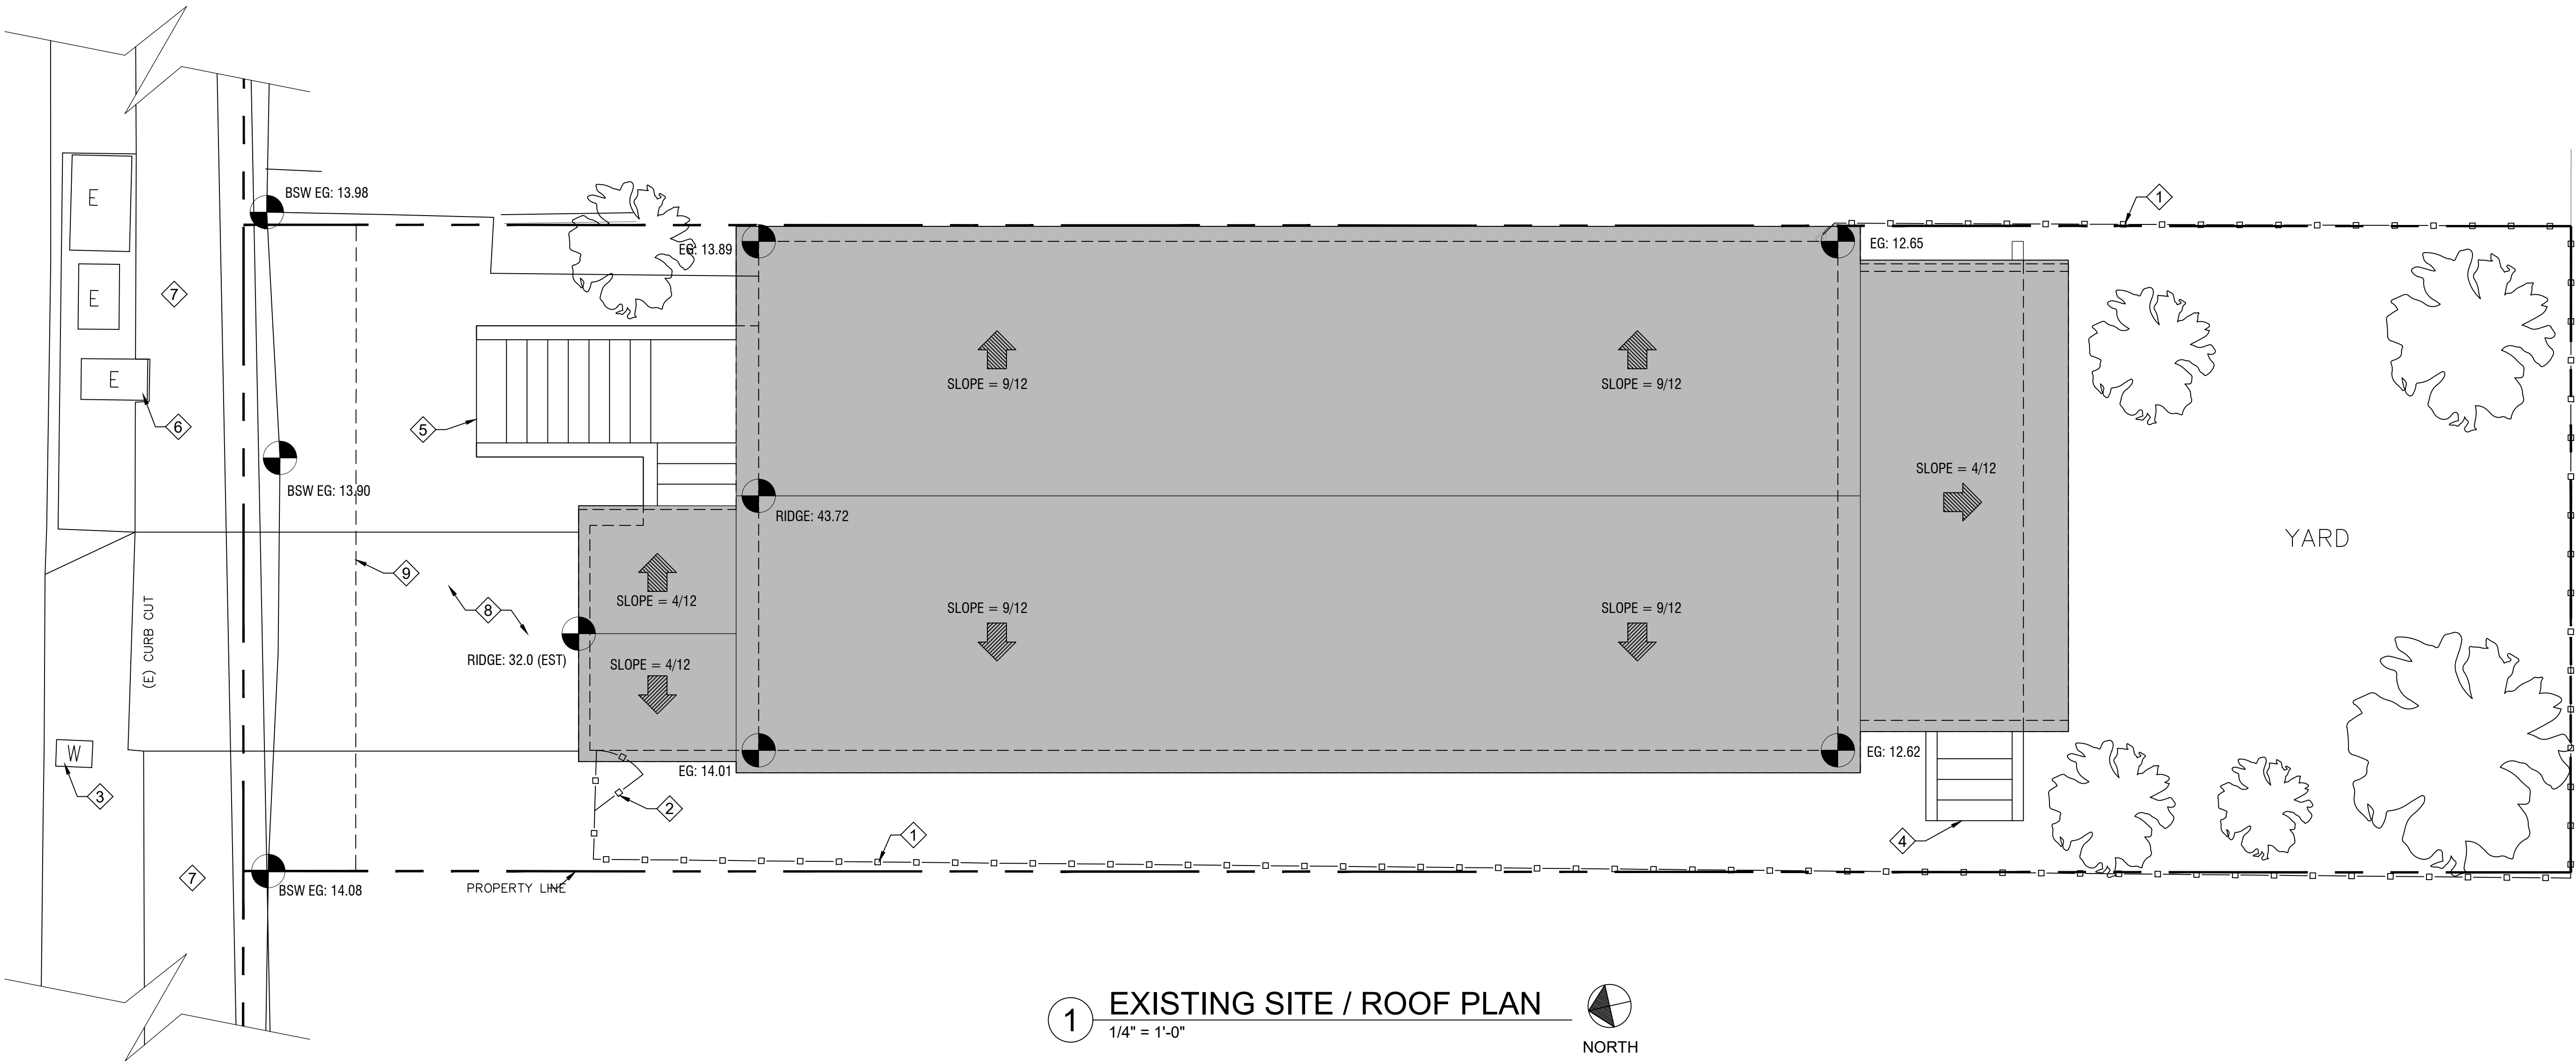 1
E
BSW EG: 13.98
EG: 13.89
EG: 12.65
E
7
E
SLOPE = 9/12
SLOPE = 9/12
6
5
SLOPE = 4/12
BSW EG: 13.90
RIDGE: 43.72
YARD
9
SLOPE = 4/12
8
SLOPE = 9/12
SLOPE = 9/12
(E) CURB CUT
RIDGE: 32.0 (EST)
SLOPE = 4/12
W
EG: 14.01
EG: 12.62
3
2
1
4
7
BSW EG: 14.08
PROPERTY LINE
1
EXISTING SITE / ROOF PLAN
1/4" = 1'-0"
NORTH